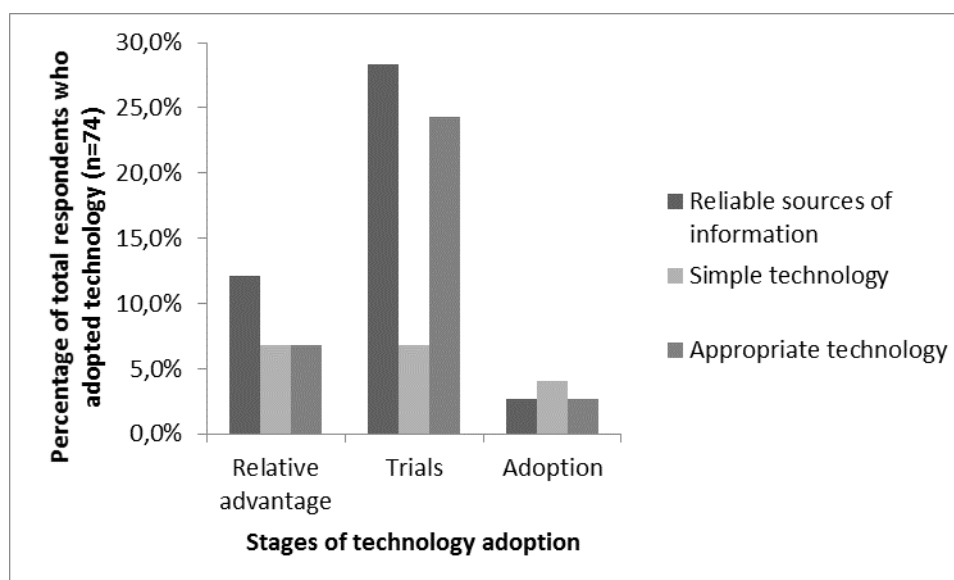 Percentage of total respondents who
adopted technology (n=74)
30,0%
25,0%
20,0%
15,0%
10,0%
5,0%
0,0%
Relative
advantage
Trials
Adoption
Stages of technology adoption
Reliable sources of
information
Simple technology
Appropriate technology